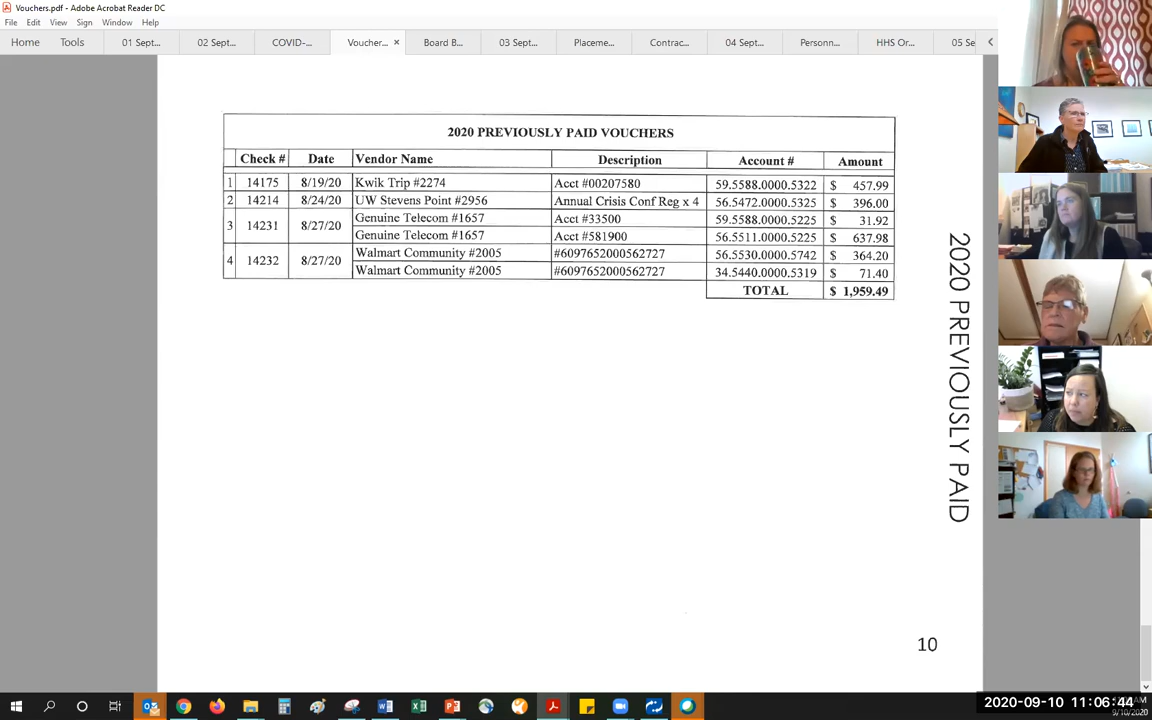 Vouchers.pdf - Adobe Acrobat Reader DC
File Edit View Sign Window Help
Home Tools 01 Sept... 02 Sept... COVID-... Voucher... × Board B... 03 Sept... Placeme... Contrac... 04 Sept... Personn... HHS Or... 05 Se
2020 PREVIOUSLY PAID VOUCHERS
Check # Date Vendor Name Description Account # Amount
1 14175 8/19/20 Kwik Trip #2274 Acct #00207580 59.5588.0000.5322 $ 457.99
2 14214 8/24/20 UW Stevens Point #2956 Annual Crisis Conf Reg x 4 56.5472.0000.5325 $ 396.00
3 14231 8/27/20 Genuine Telecom #1657 Acct #33500 59.5588.0000.5225 $ 31.92
Genuine Telecom #1657 Acct #581900 56.5511.0000.5225 $ 637.98
4 14232 8/27/20 Walmart Community #2005 #6097652000562727 56.5530.0000.5742 $ 364.20
Walmart Community #2005 #6097652000562727 34.5440.0000.5319 $ 71.40
TOTAL $ 1,959.49
2020 PREVIOUSLY PAID
10
2020-09-10 11:06:44
9/10/2020